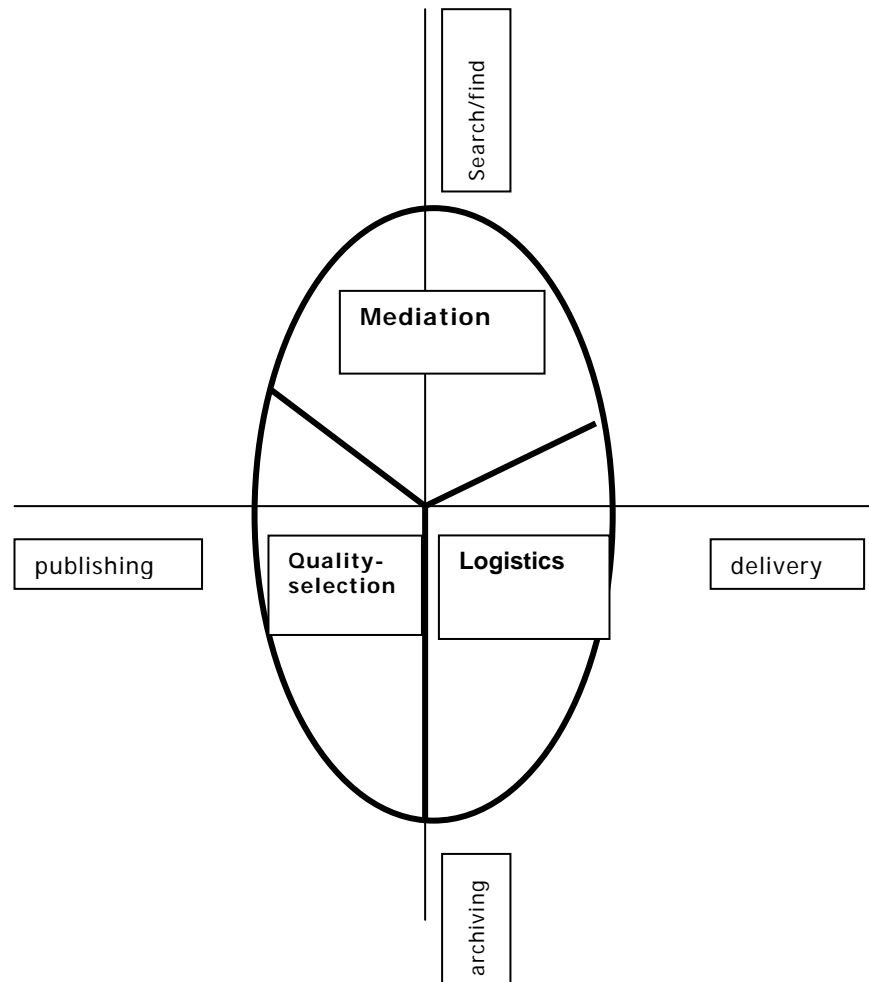 Search/find
Mediation
publishing
Quality-
selection
Logistics
delivery
archiving